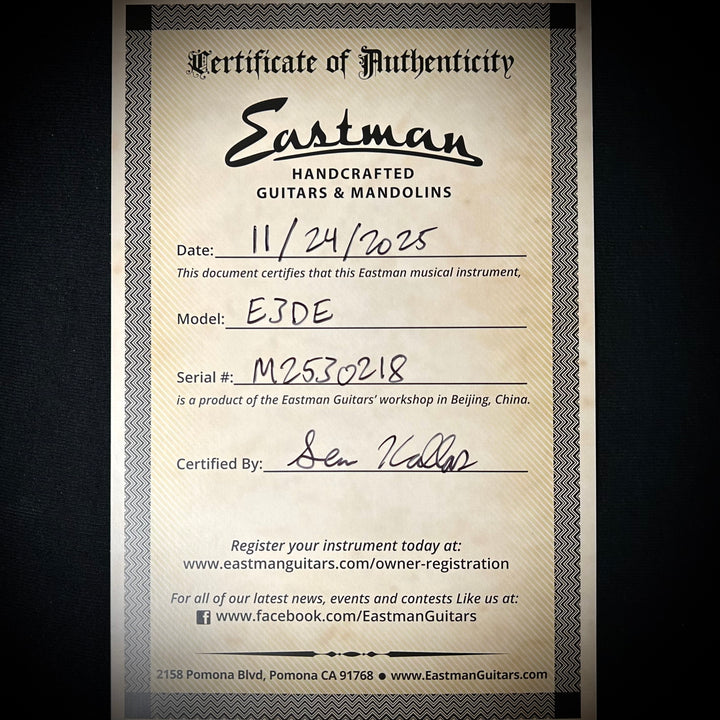 Certificate of Authenticity
Eastman
HANDCRAFTED
GUITARS & MANDOLINS
Date: 11/24/2025
This document certifies that this Eastman musical instrument,
Model: E3DE
Serial #: M2530218
is a product of the Eastman Guitars' workshop in Beijing, China.
Certified By:
Register your instrument today at:
www.eastmanguitars.com/owner-registration
For all of our latest news, events and contests Like us at:
www.facebook.com/EastmanGuitars
2158 Pomona Blvd, Pomona CA 91768 ● www.EastmanGuitars.com